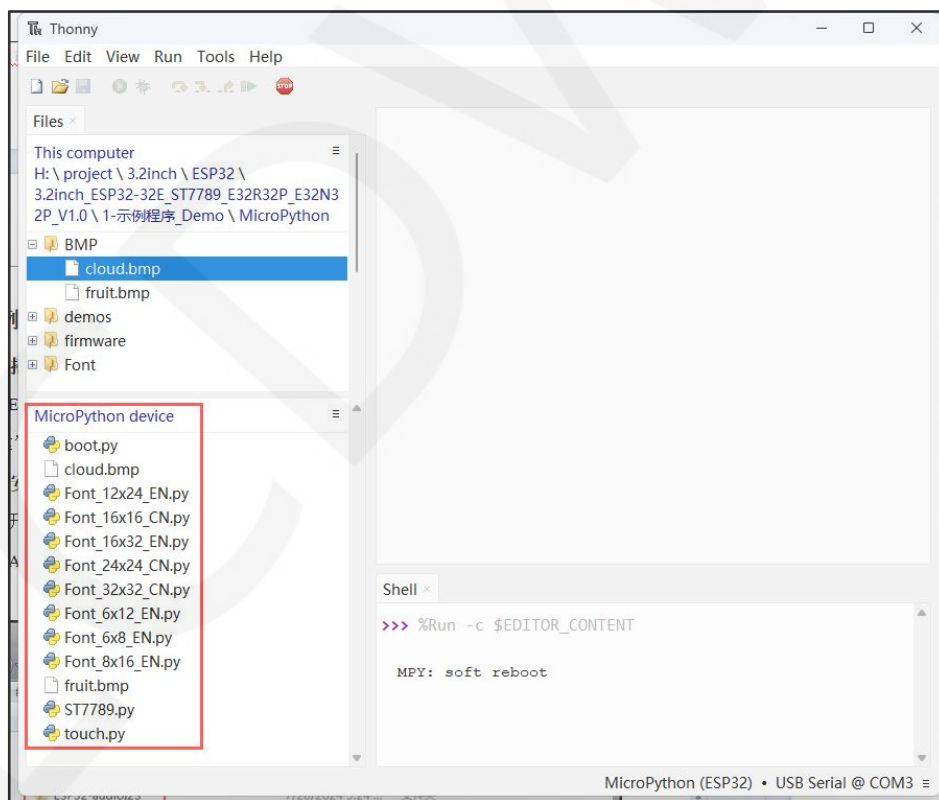 Thonny
File Edit View Run Tools Help
STOP
Files ×
This computer
H: \ project \ 3.2inch \ ESP32 \
3.2inch_ESP32-32E_ST7789_E32R32P_E32N3
2P_V1.0 \ 1-示例程序_Demo \ MicroPython
BMP
cloud.bmp
fruit.bmp
demos
firmware
Font
MicroPython device
boot.py
cloud.bmp
Font_12x24_EN.py
Font_16x16_CN.py
Font_16x32_EN.py
Font_24x24_CN.py
Font_32x32_CN.py
Font_6x12_EN.py
Font_6x8_EN.py
Font_8x16_EN.py
fruit.bmp
ST7789.py
touch.py
Shell ×
>>> %Run -c $EDITOR_CONTENT
MPY: soft reboot
MicroPython (ESP32) • USB Serial @ COM3 ≡